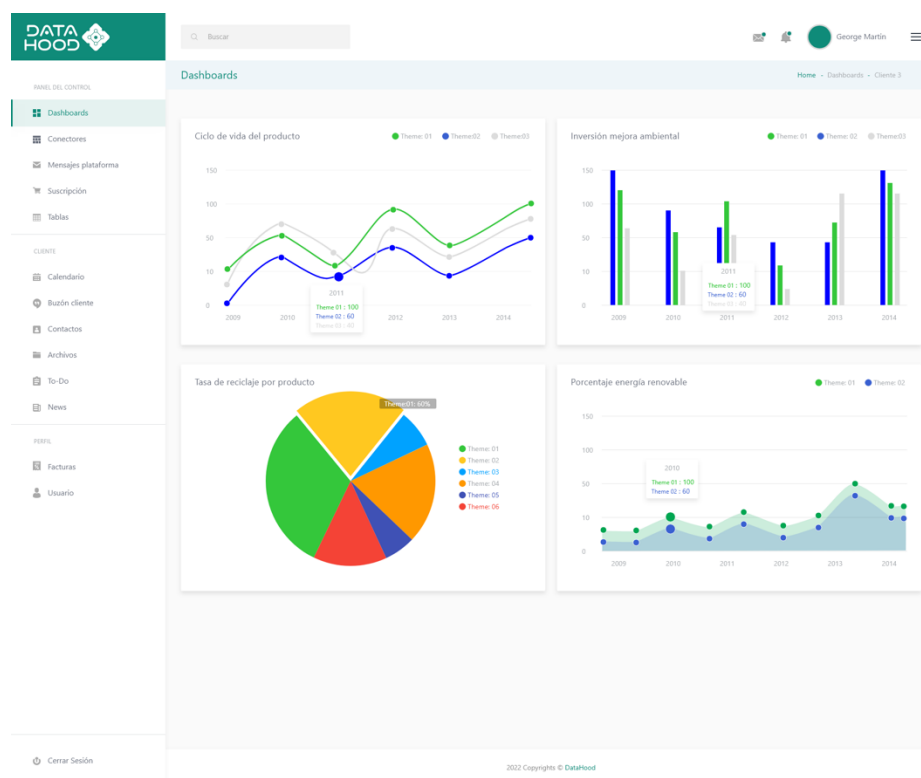 DATA
HOOD
Buscar
George Martin
Dashboards
Home - Dashboards - Cliente 3
PANEL DEL CONTROL
Dashboards
Conectores
Mensajes plataforma
Suscripción
Tablas
CLIENTE
Calendario
Buzón cliente
Contactos
Archivos
To-Do
News
PERFIL
Facturas
Usuario
Cerrar Sesión
Ciclo de vida del producto
Theme: 01 Theme:02 Theme:03
150
100
50
10
0
2009 2010 2012 2013 2014
2011
Theme 01 : 100
Theme 02 : 60
Theme 03 : 40
Inversión mejora ambiental
Theme: 01 Theme: 02 Theme:03
150
100
50
10
0
2009 2010 2011 2012 2013 2014
2011
Theme 01 : 100
Theme 02 : 60
Theme 03 : 40
Tasa de reciclaje por producto
Theme:01: 60%
Theme: 01
Theme: 02
Theme: 03
Theme: 04
Theme: 05
Theme: 06
Porcentaje energía renovable
Theme: 01 Theme: 02
150
100
50
10
0
2009 2010 2011 2012 2013 2014
2010
Theme 01 : 100
Theme 02 : 60
2022 Copyrights © DataHood